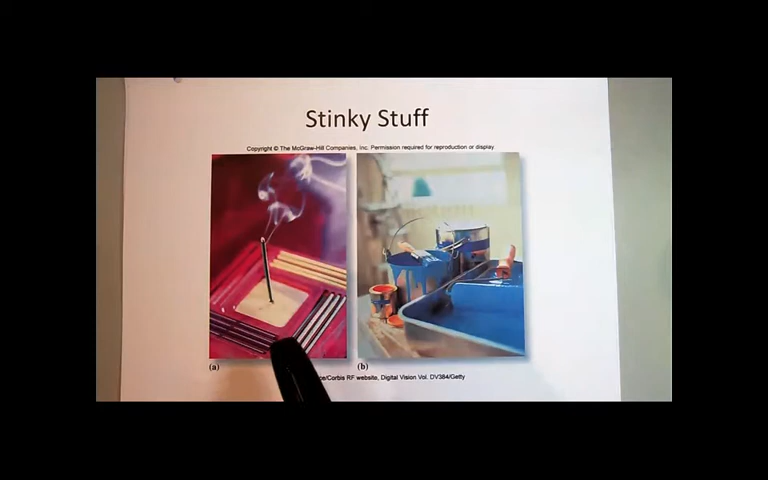 Stinky Stuff
Copyright © The McGraw-Hill Companies, Inc. Permission required for reproduction or display.
(a)
(b)
RF website, Digital Vision Vol. DV384/Getty